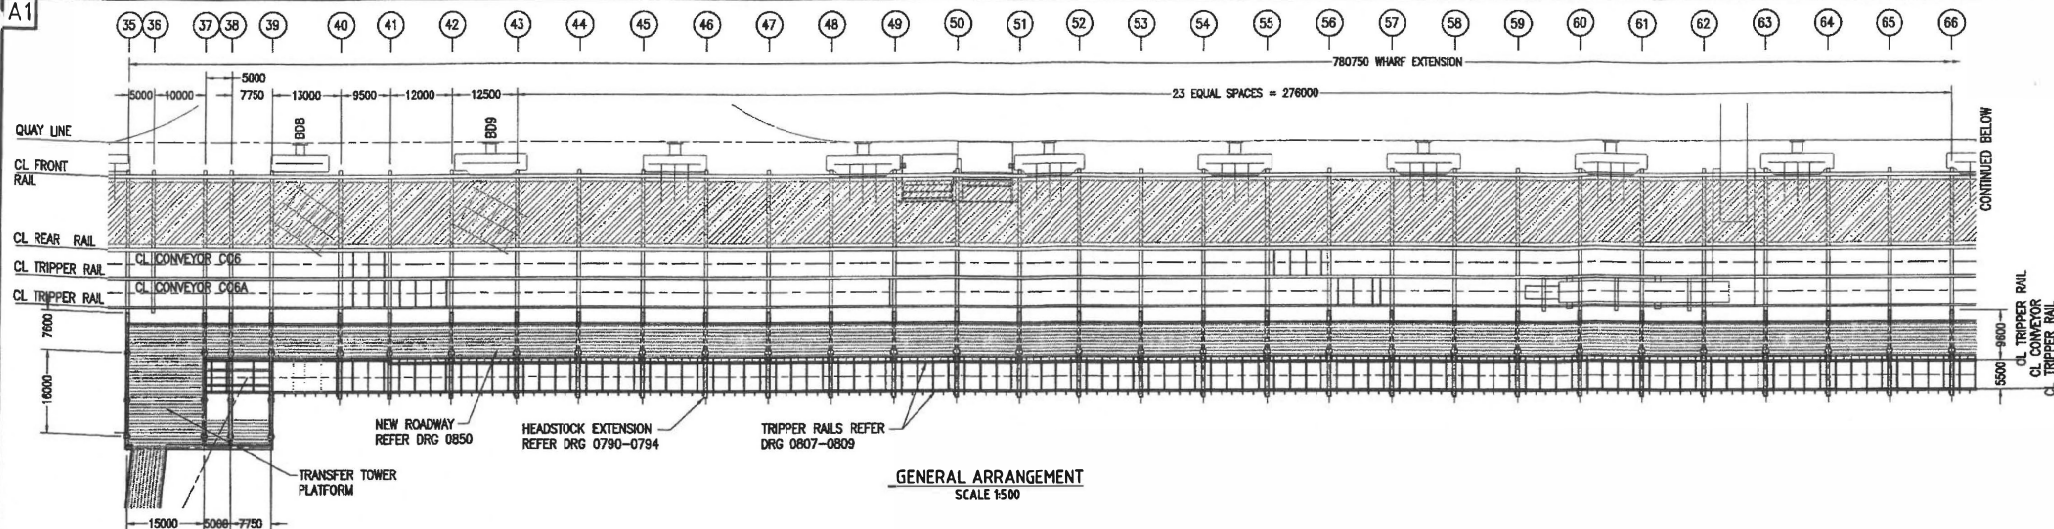 A1
35 36 37 38 39 40 41 42 43 44 45 46 47 48 49 50 51 52 53 54 55 56 57 58 59 60 61 62 63 64 65 66
780750 WHARF EXTENSION
5000
5000 10000 7750 13000 9500 12000 12500 23 EQUAL SPACES = 276000
BD8
BD9
QUAY LINE
CL FRONT
RAIL
CONTINUED BELOW
CL REAR RAIL
CL CONVEYOR CC6
CL TRIPPER RAIL
CL CONVEYOR CC6A
CL TRIPPER RAIL
7600
16000
9600
5500
CL TRIPPER RAIL
CL CONVEYOR
CL TRIPPER RAIL
NEW ROADWAY
REFER DRG 0850
HEADSTOCK EXTENSION
REFER DRG 0790-0794
TRIPPER RAILS REFER
DRG 0807-0809
TRANSFER TOWER
PLATFORM
GENERAL ARRANGEMENT
SCALE 1:500
15000 5000 7750